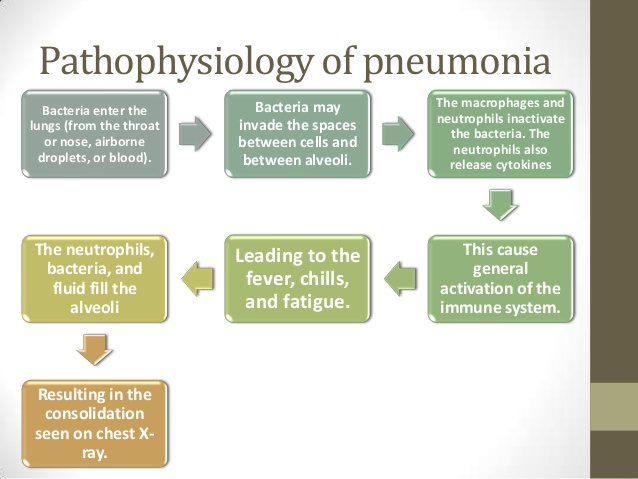 Pathophysiology of pneumonia
Bacteria enter the
lungs (from the throat
or nose, airborne
droplets, or blood).
Bacteria may
invade the spaces
between cells and
between alveoli.
The macrophages and
neutrophils inactivate
the bacteria. The
neutrophils also
release cytokines
This cause
general
activation of the
immune system.
Leading to the
fever, chills,
and fatigue.
The neutrophils,
bacteria, and
fluid fill the
alveoli
Resulting in the
consolidation
seen on chest X-
ray.